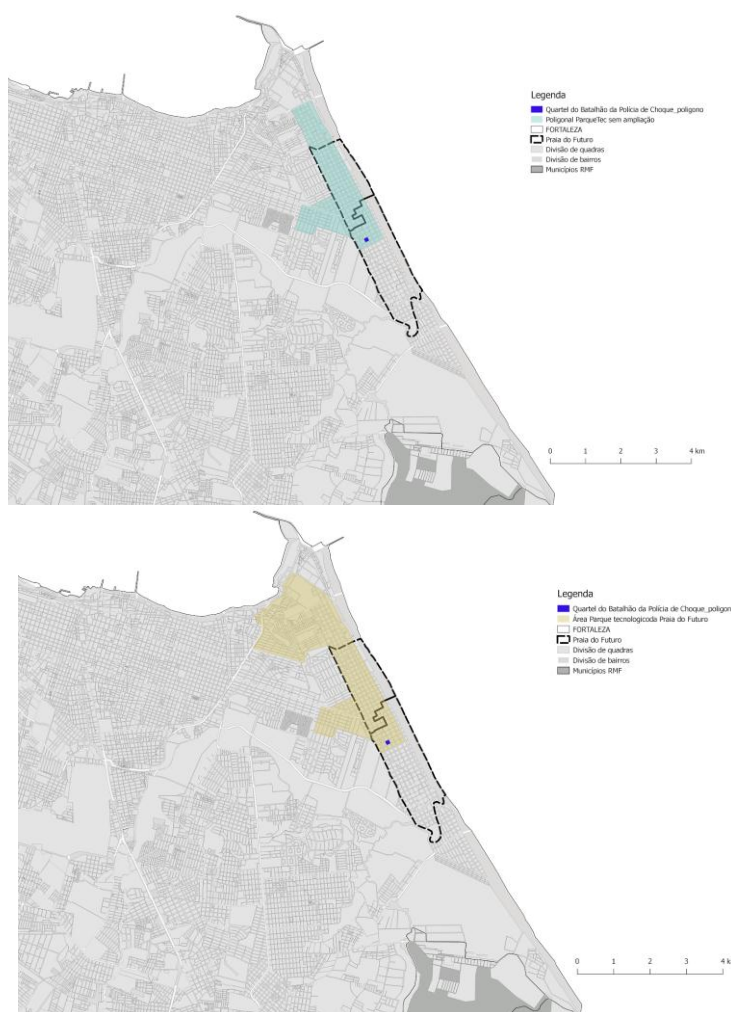 Legenda
Quartel do Batalhão da Polícia de Choque_poligono
Poligonal ParqueTec sem ampliação
FORTALEZA
Praia do Futuro
Divisão de quadras
Divisão de bairros
Municípios RMF
0 1 2 3 4 km
Legenda
Quartel do Batalhão da Polícia de Choque_poligon
Área Parque tecnologicoda Praia do Futuro
FORTALEZA
Praia do Futuro
Divisão de quadras
Divisão de bairros
Municípios RMF
0 1 2 3 4 k